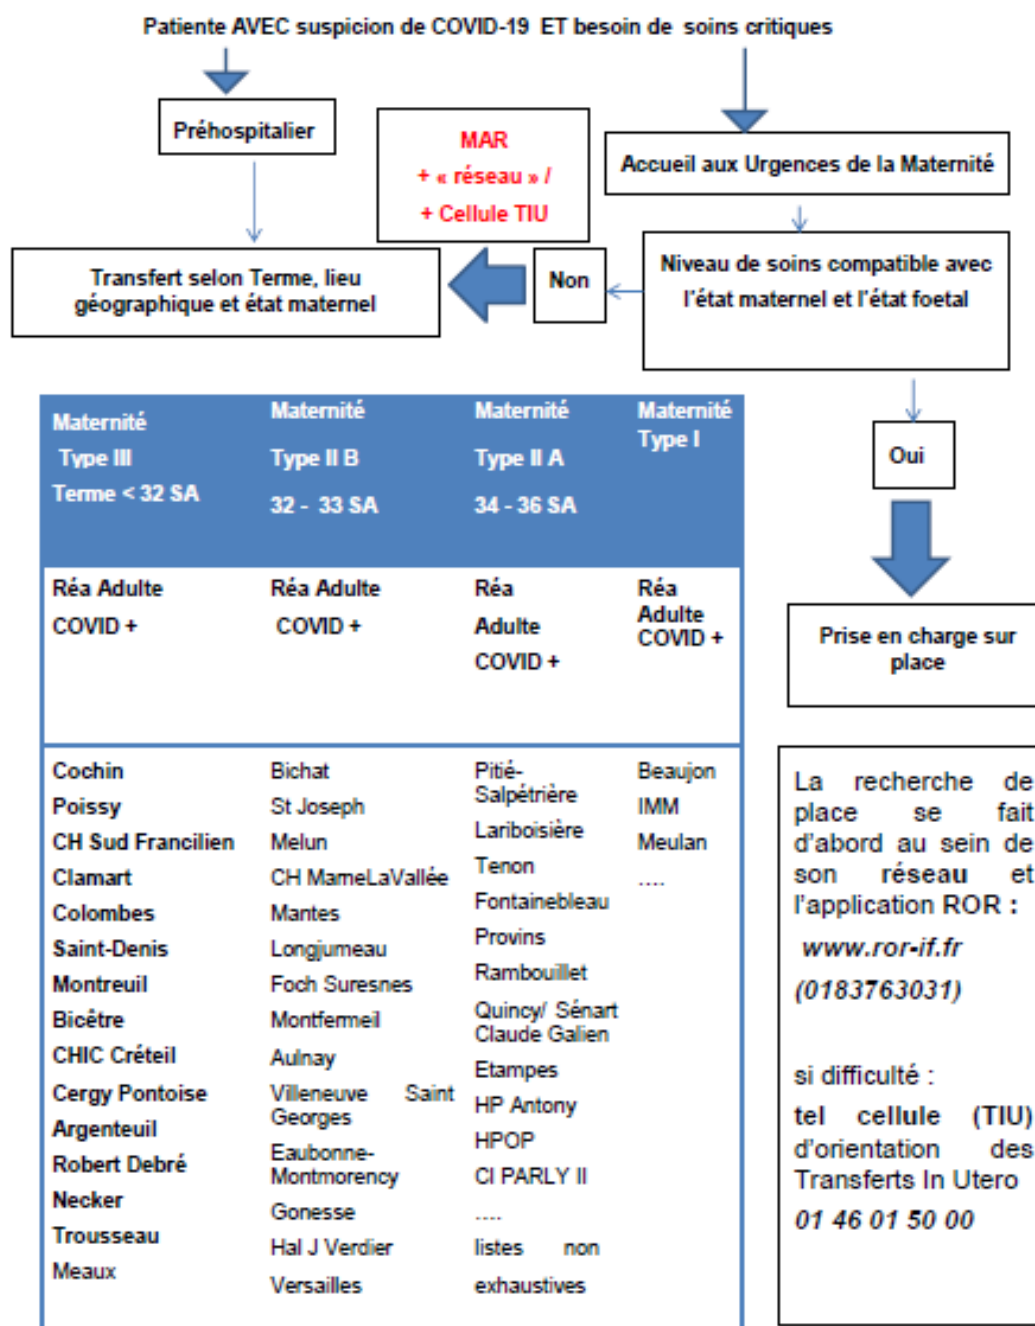 Patiente AVEC suspicion de COVID-19 ET besoin de soins critiques
Préhospitalier
MAR
+ « réseau » /
+ Cellule TIU
Accueil aux Urgences de la Maternité
Transfert selon Terme, lieu
géographique et état maternel
Non
Niveau de soins compatible avec
l'état maternel et l'état foetal
Oui
Prise en charge sur
place
Maternité
Type III
Terme < 32 SA
Maternité
Type II B
32 - 33 SA
Maternité
Type II A
34 - 36 SA
Maternité
Type I
Réa Adulte
COVID +
Réa Adulte
COVID +
Réa
Adulte
COVID +
Réa
Adulte
COVID +
Cochin
Poissy
CH Sud Francilien
Clamart
Colombes
Saint-Denis
Montreuil
Bicêtre
CHIC Créteil
Cergy Pontoise
Argenteuil
Robert Debré
Necker
Trousseau
Meaux
Bichat
St Joseph
Melun
CH MarneLaVallée
Mantes
Longjumeau
Foch Suresnes
Montfermeil
Aulnay
Villeneuve Saint
Georges
Eaubonne-
Montmorency
Gonesse
Hal J Verdier
Versailles
Pitié-
Salpétrière
Lariboisière
Tenon
Fontainebleau
Provins
Rambouillet
Quincy/ Sénart
Claude Galien
Etampes
HP Antony
HPOP
CI PARLY II
....
listes non
exhaustives
Beaujon
IMM
Meulan
....
La recherche de
place se fait
d'abord au sein de
son réseau et
l'application ROR :
www.ror-if.fr
(0183763031)
si difficulté :
tel cellule (TIU)
d'orientation des
Transferts In Utero
01 46 01 50 00